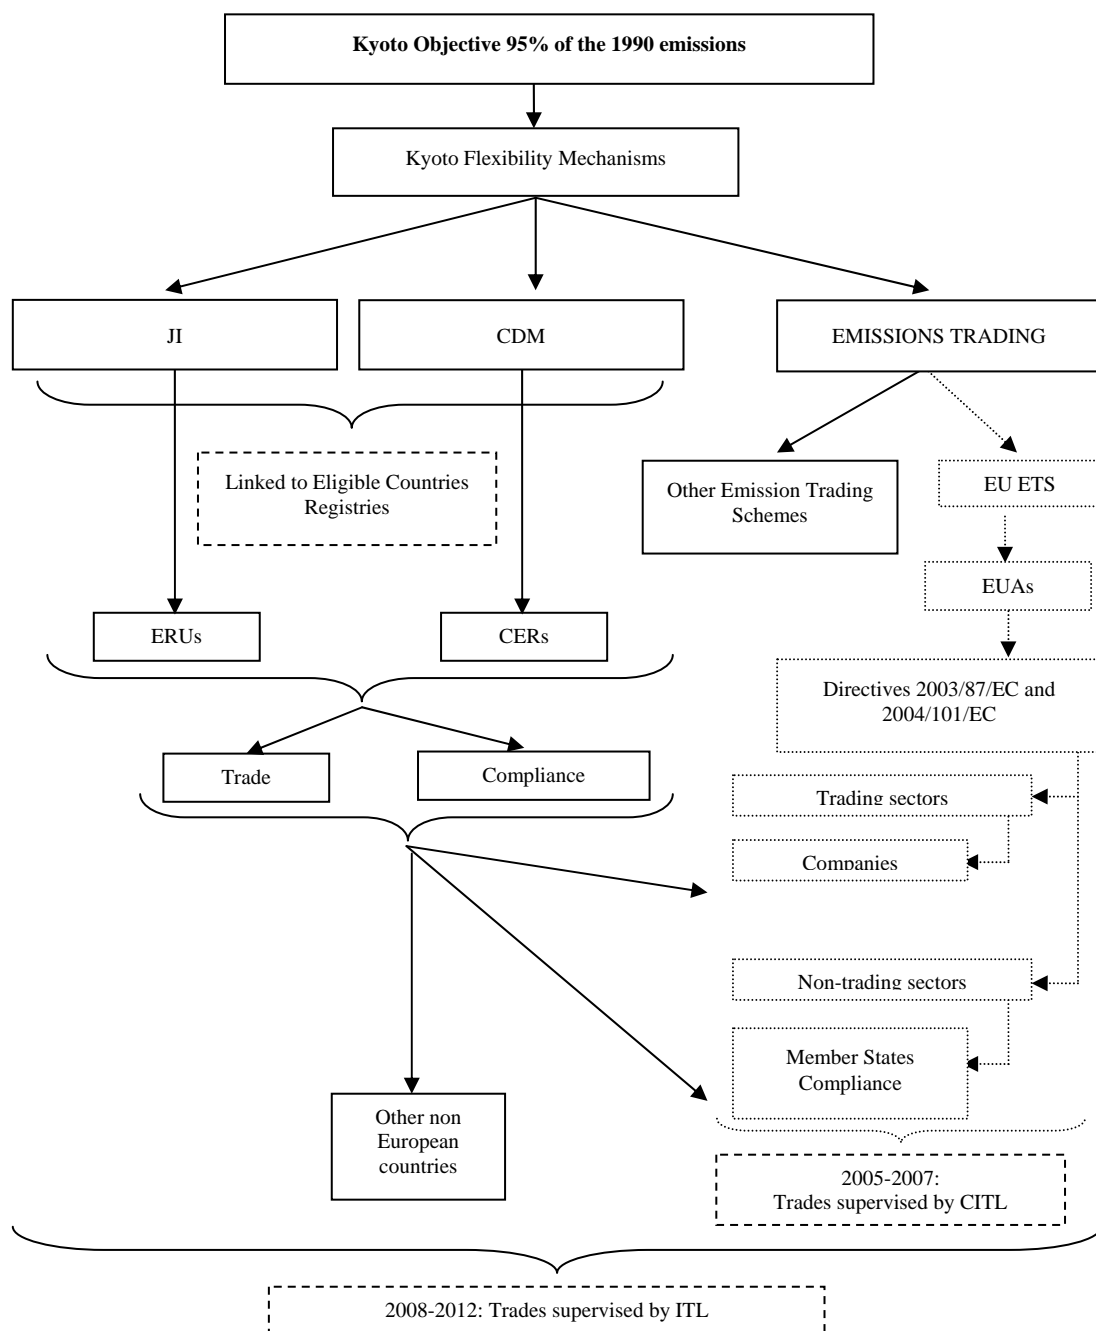 Kyoto Objective 95% of the 1990 emissions
Kyoto Flexibility Mechanisms
JI
CDM
EMISSIONS TRADING
Linked to Eligible Countries
Registries
Other Emission Trading
Schemes
EU ETS
EUAs
ERUs
CERs
Directives 2003/87/EC and
2004/101/EC
Trade
Compliance
Trading sectors
Companies
Non-trading sectors
Member States
Compliance
Other non
European
countries
2005-2007:
Trades supervised by CITL
2008-2012: Trades supervised by ITL